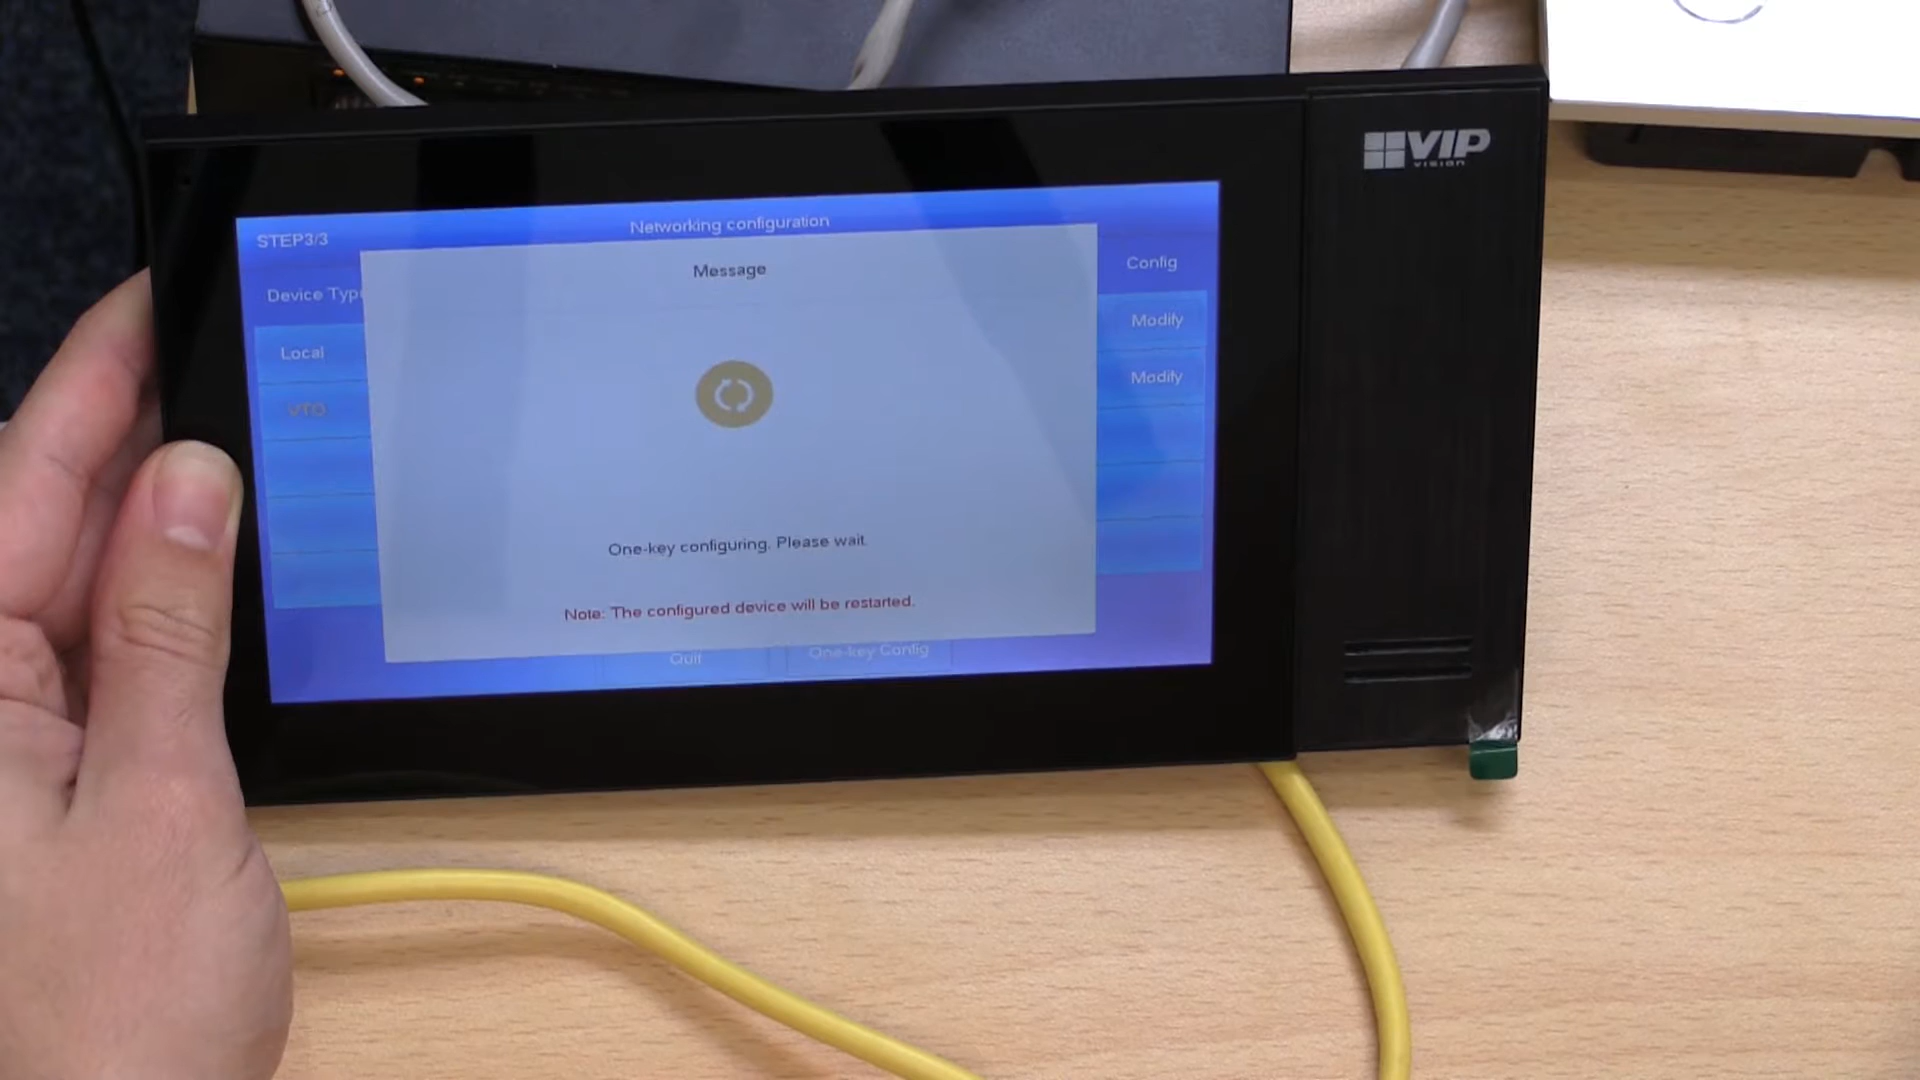 VIP
VISION
STEP3/3
Networking configuration
Message
Config
Device Typ
Modify
Local
Modify
VTO
One-key configuring. Please wait.
Note: The configured device will be restarted.
Quit
One-key Config